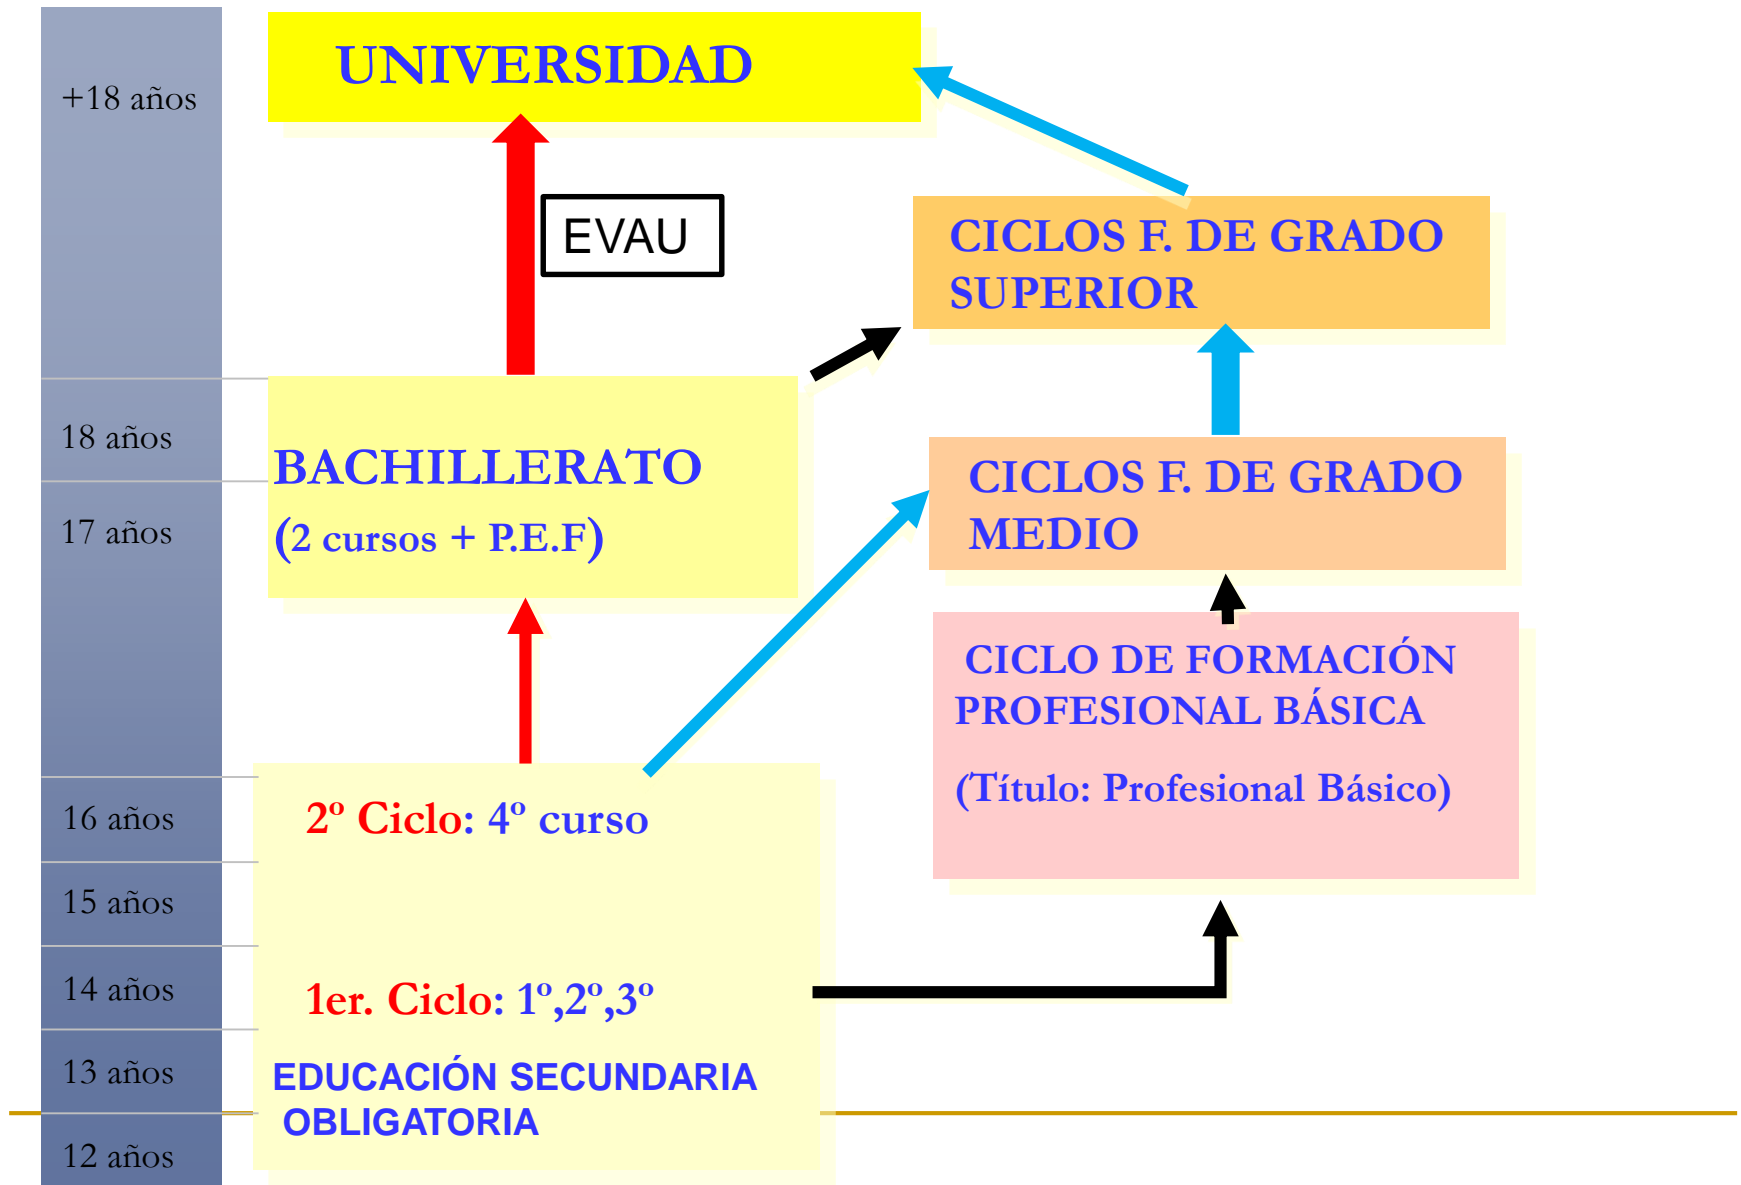 +18 años
18 años
17 años
16 años
15 años
14 años
13 años
12 años
UNIVERSIDAD
EVAU
CICLOS F. DE GRADO
SUPERIOR
BACHILLERATO
(2 cursos + P.E.F)
CICLOS F. DE GRADO
MEDIO
CICLO DE FORMACIÓN
PROFESIONAL BÁSICA
(Título: Profesional Básico)
2º Ciclo: 4º curso
1er. Ciclo: 1º,2º,3º
EDUCACIÓN SECUNDARIA
OBLIGATORIA